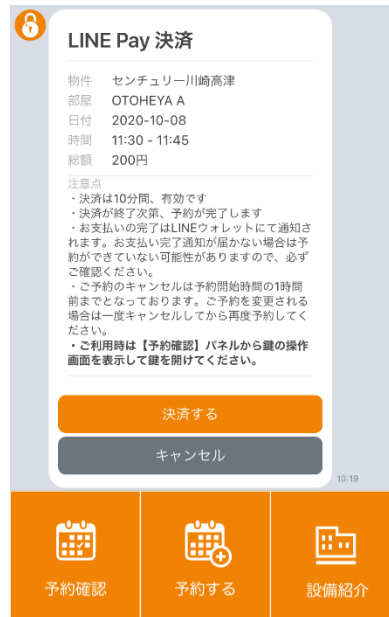 LINE Pay 決済
物件 センチュリー川崎高津
部屋 OTOHEYA A
日付 2020-10-08
時間 11:30 - 11:45
総額 200円
注意点
・決済は10分間、有効です
・決済が終了次第、予約が完了します
・お支払いの完了はLINEウォレットにて通知さ
れます。お支払い完了通知が届かない場合は予
約ができていない可能性がありますので、必ず
ご確認ください。
・ご予約のキャンセルは予約開始時間の1時間
前までとなっております。ご予約を変更される
場合は一度キャンセルしてから再度予約してく
ださい。
・ご利用時は【予約確認】パネルから鍵の操作
画面を表示して鍵を開けてください。
決済する
キャンセル
10:19
予約確認
予約する
設備紹介